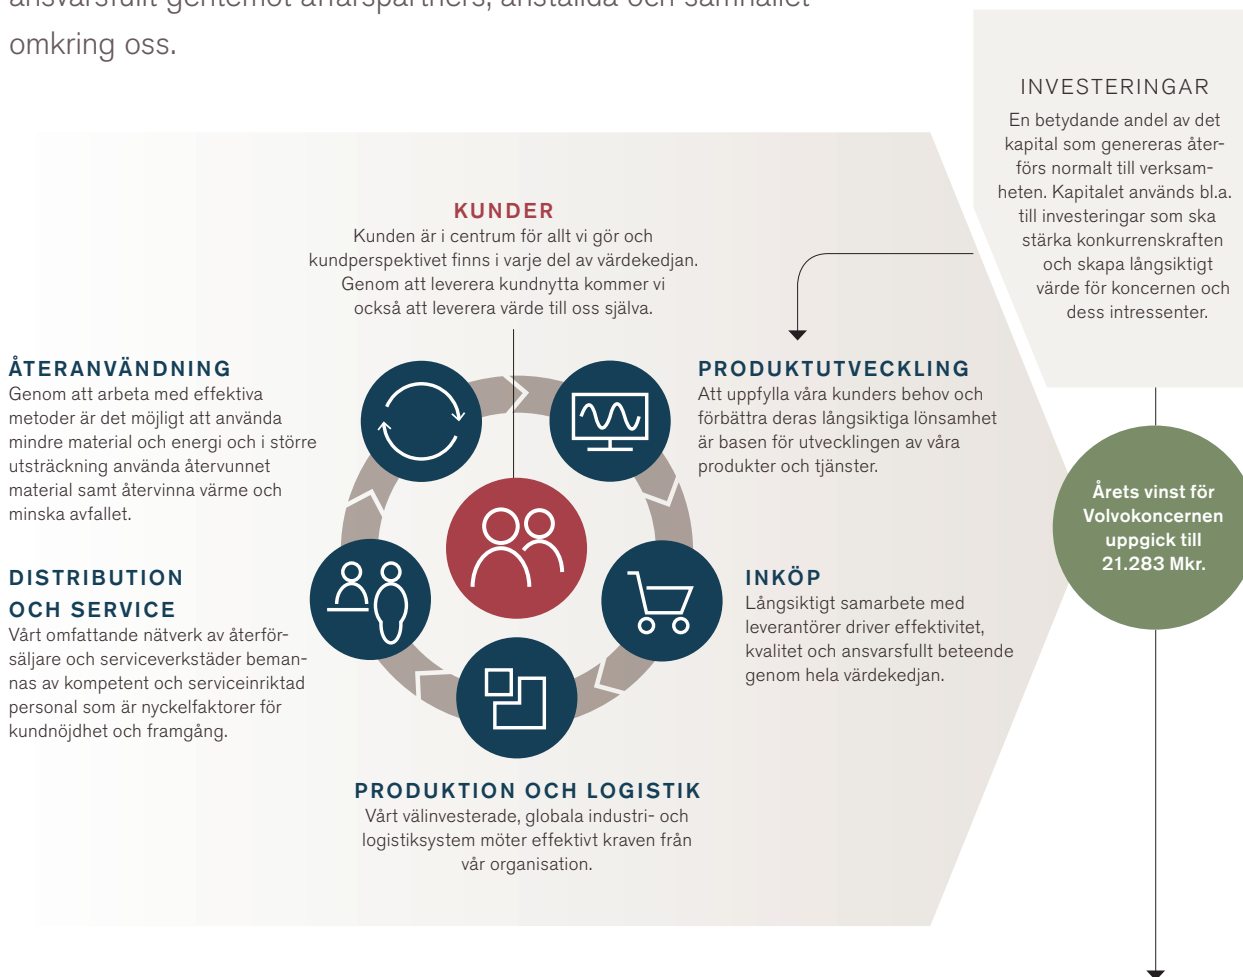 ansvarsfullt gentemot affärspartners, anställda och samhället
omkring oss.
INVESTERINGAR
En betydande andel av det
kapital som genereras åter-
förs normalt till verksam-
heten. Kapitalet används bl.a.
till investeringar som ska
stärka konkurrenskraften
och skapa långsiktigt
värde för koncernen och
dess intressenter.
KUNDER
Kunden är i centrum för allt vi gör och
kundperspektivet finns i varje del av värdekedjan.
Genom att leverera kundnytta kommer vi
också att leverera värde till oss själva.
ÅTERANVÄNDNING
Genom att arbeta med effektiva
metoder är det möjligt att använda
mindre material och energi och i större
utsträckning använda återvunnet
material samt återvinna värme och
minska avfallet.
PRODUKTUTVECKLING
Att uppfylla våra kunders behov och
förbättra deras långsiktiga lönsamhet
är basen för utvecklingen av våra
produkter och tjänster.
Årets vinst för
Volvokoncernen
uppgick till
21.283 Mkr.
DISTRIBUTION
OCH SERVICE
Vårt omfattande nätverk av återför-
säljare och serviceverkstäder beman-
nas av kompetent och serviceinriktad
personal som är nyckelfaktorer för
kundnöjdhet och framgång.
INKÖP
Långsiktigt samarbete med
leverantörer driver effektivitet,
kvalitet och ansvarsfullt beteende
genom hela värdekedjan.
PRODUKTION OCH LOGISTIK
Vårt välinvesterade, globala industri- och
logistiksystem möter effektivt kraven från
vår organisation.